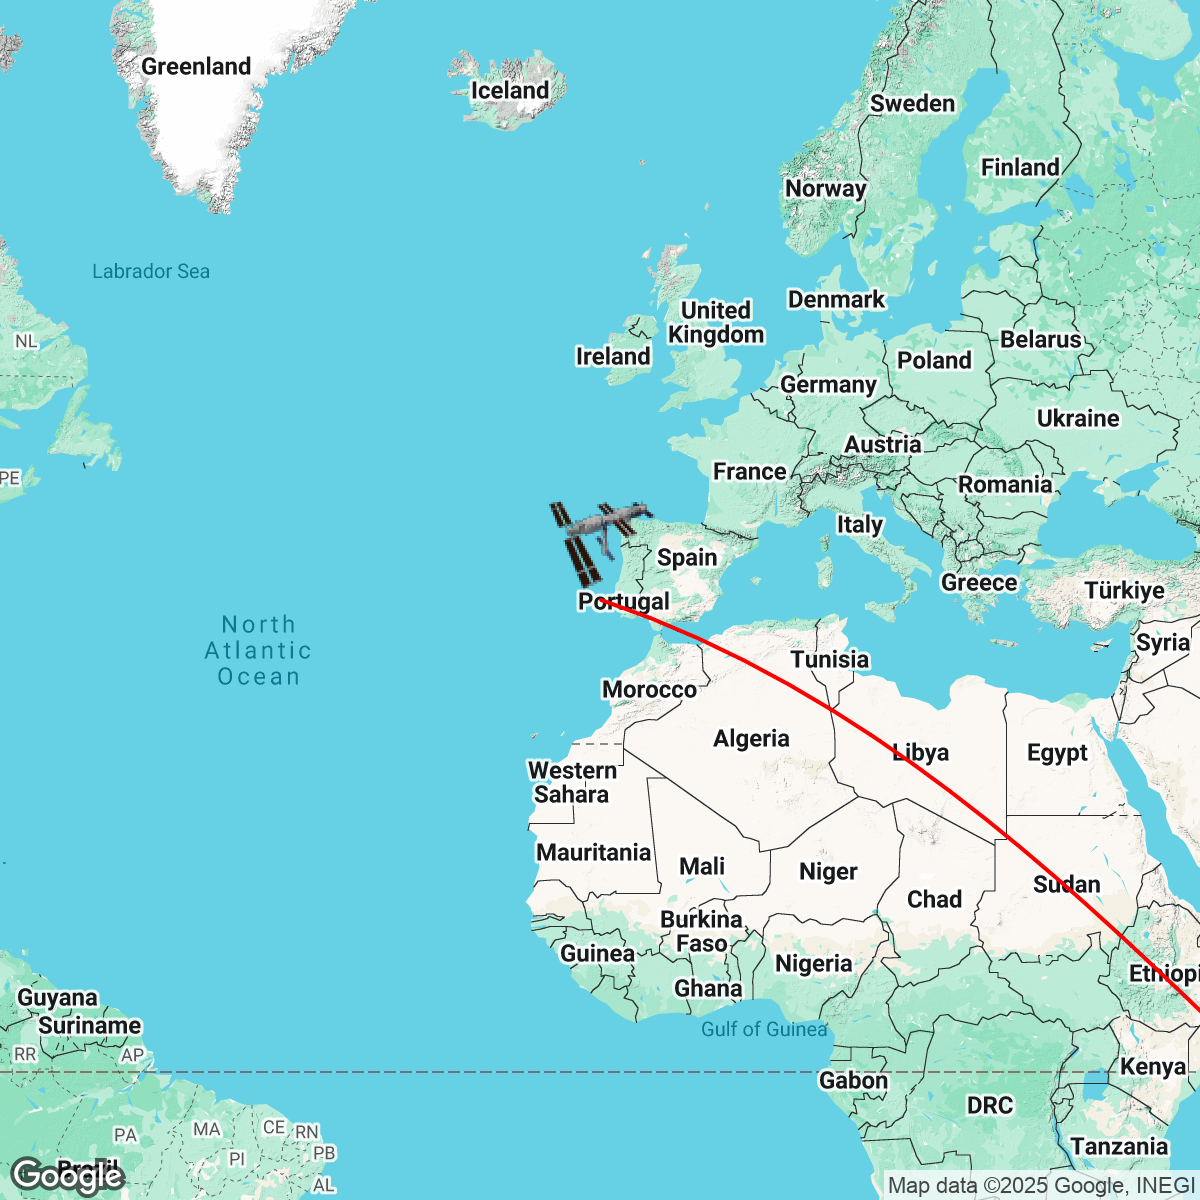 Greenland
Iceland
Sweden
Finland
Norway
Labrador Sea
Denmark
United
Kingdom
NL
Ireland
Belarus
Poland
Germany
Ukraine
Austria
PE
France
Romania
Italy
Spain
Greece
Türkiye
Portugal
North
Atlantic
Ocean
Syria
Tunisia
Morocco
Algeria
Libya
Egypt
Western
Sahara
Mauritania
Mali
Niger
Sudan
Chad
Burkina
Faso
Guinea
Nigeria
Ethiopi
Ghana
Guyana
Suriname
Gulf of Guinea
RR
AP
Kenya
Gabon
DRC
PA
MA
CE
RN
PB
PI
Tanzania
Brazil
AL
Google
Map data ©2025 Google, INEGI